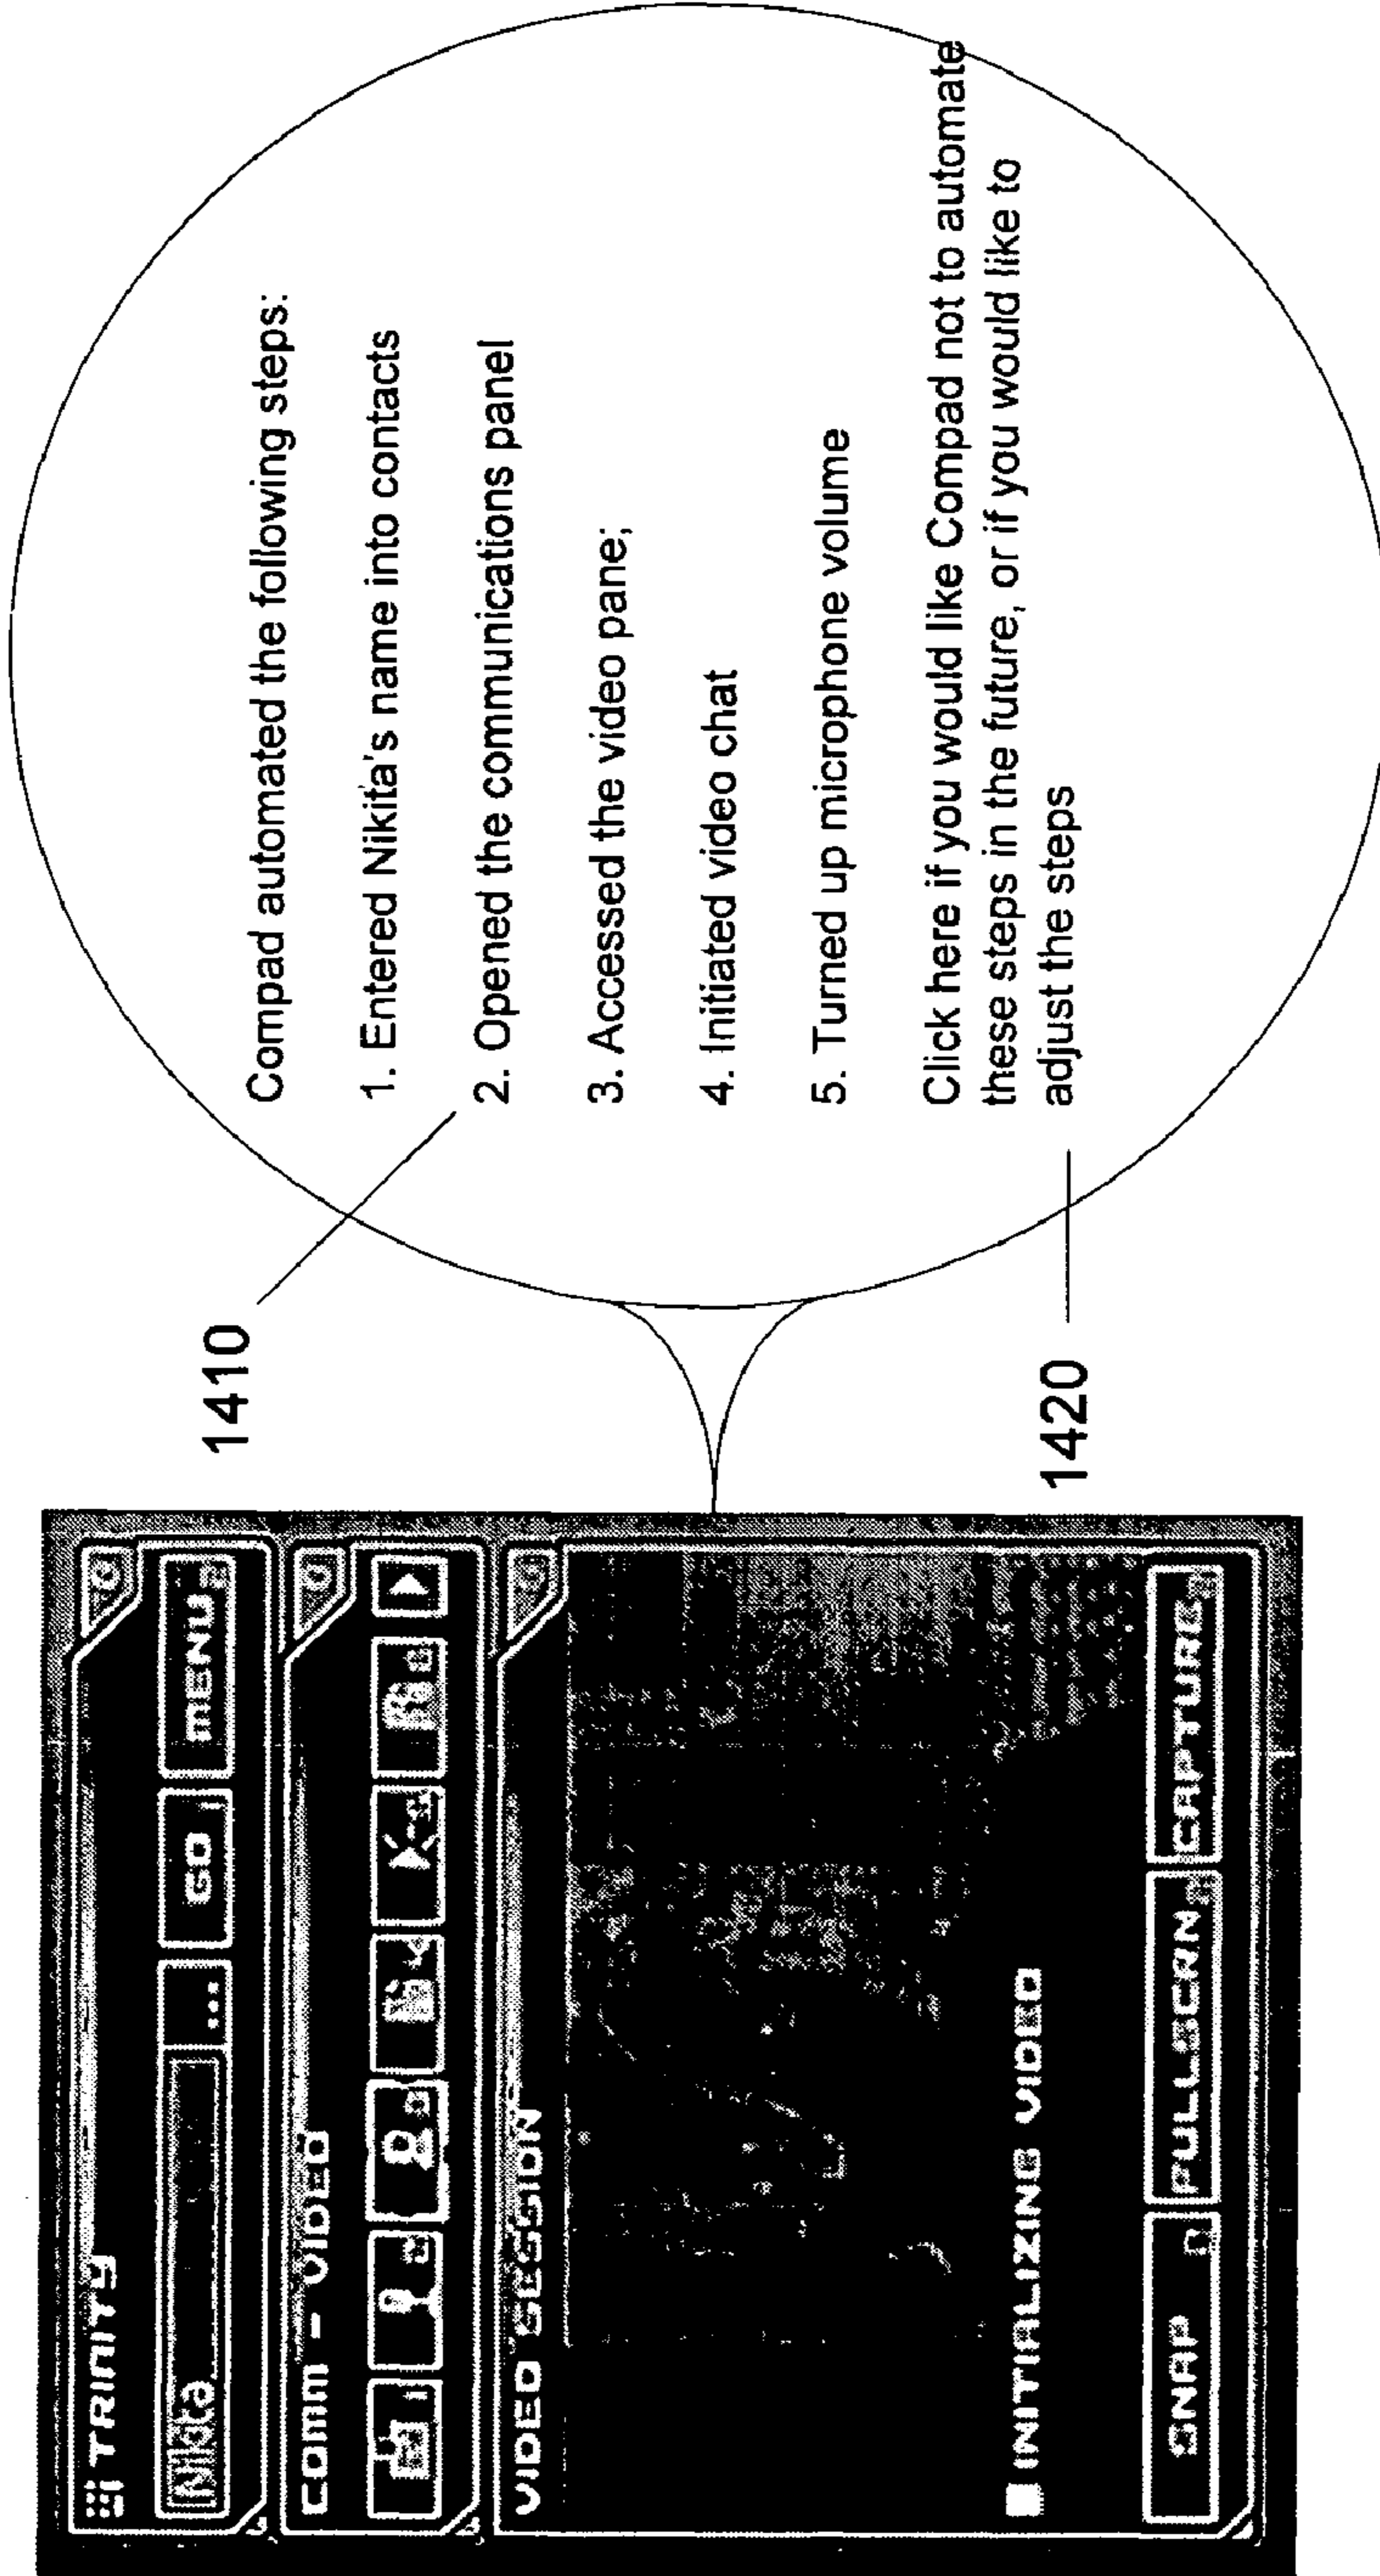 TRINITY
Nikita
...
GO
MENU
COMM - VIDEO
VIDEO SESSION
INITIALIZING VIDEO
SNAP
FULLSCRN
CAPTURE
1410
1420
Compad automated the following steps:
1. Entered Nikita's name into contacts
2. Opened the communications panel
3. Accessed the video pane;
4. Initiated video chat
5. Turned up microphone volume
Click here if you would like Compad not to automate
these steps in the future, or if you would like to
adjust the steps